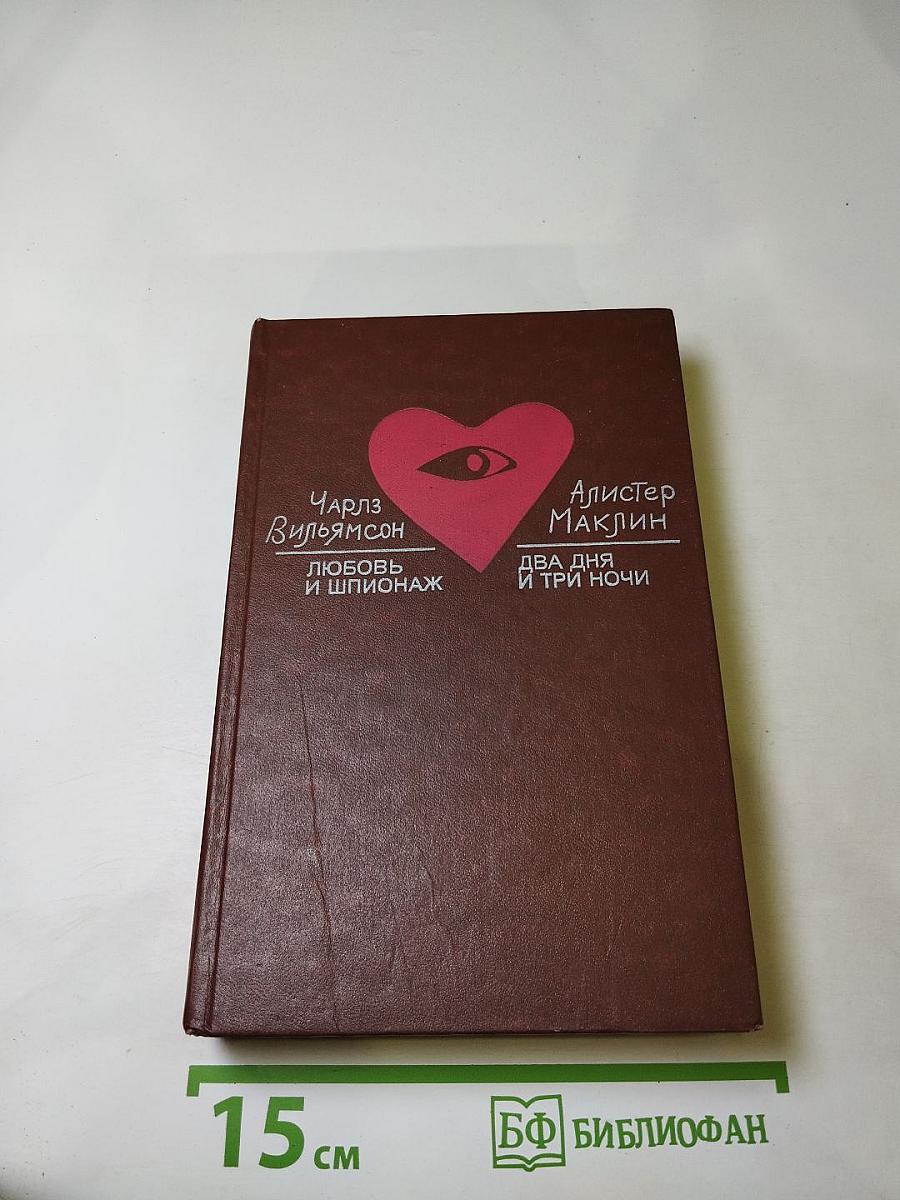 Чарлз
Вильямсон
ЛЮБОВЬ
И ШПИОНАЖ
Алистер
Маклин
ДВА ДНЯ
И ТРИ НОЧИ
15 см
БФ БИБЛИОФАН